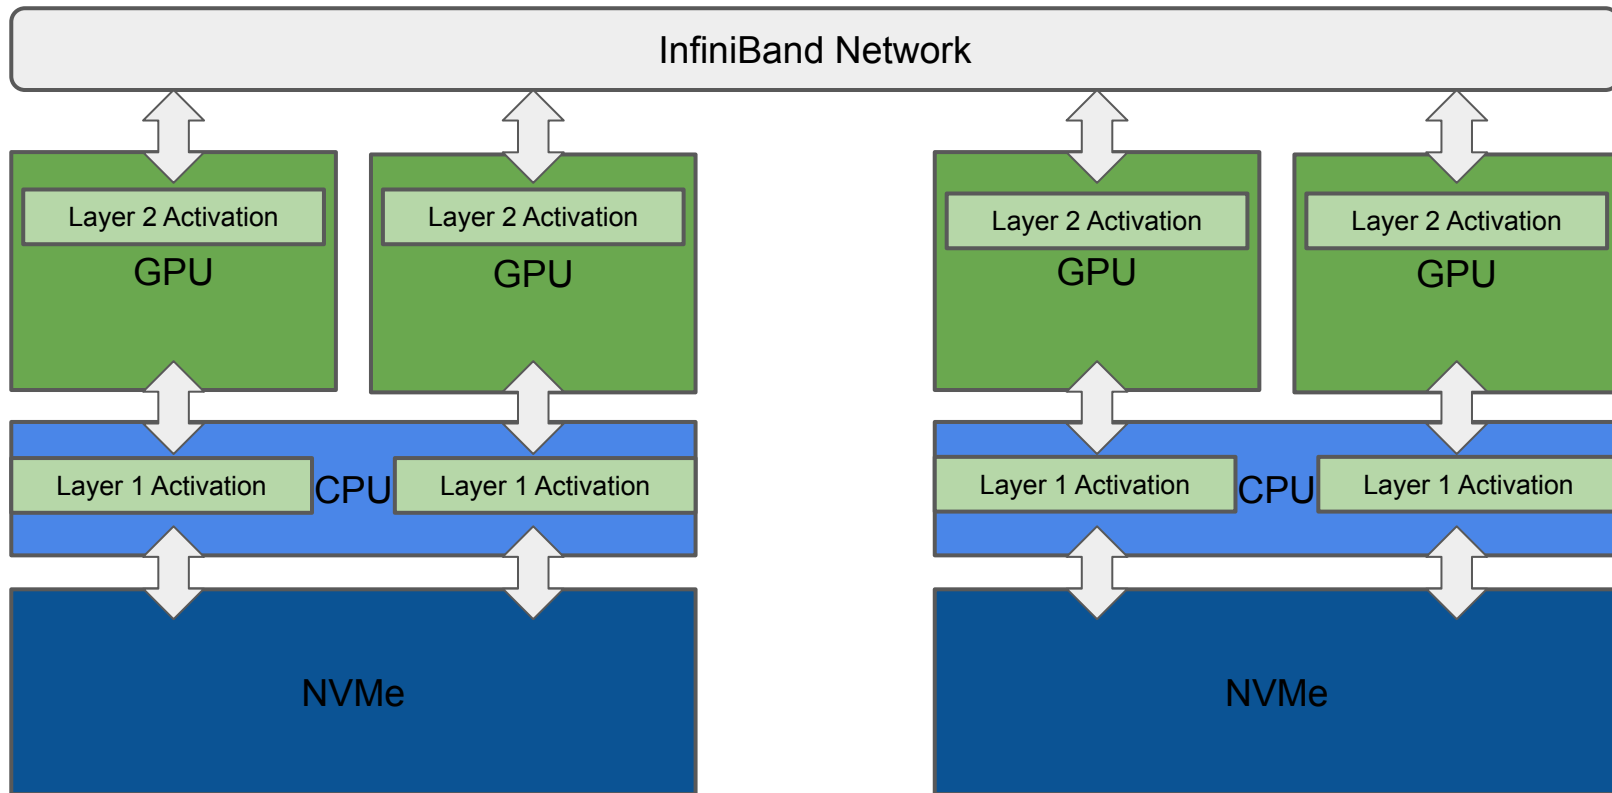 InfiniBand Network
Layer 2 Activation
GPU
Layer 2 Activation
GPU
Layer 2 Activation
GPU
Layer 2 Activation
GPU
Layer 1 Activation
CPU
Layer 1 Activation
Layer 1 Activation
CPU
Layer 1 Activation
NVMe
NVMe